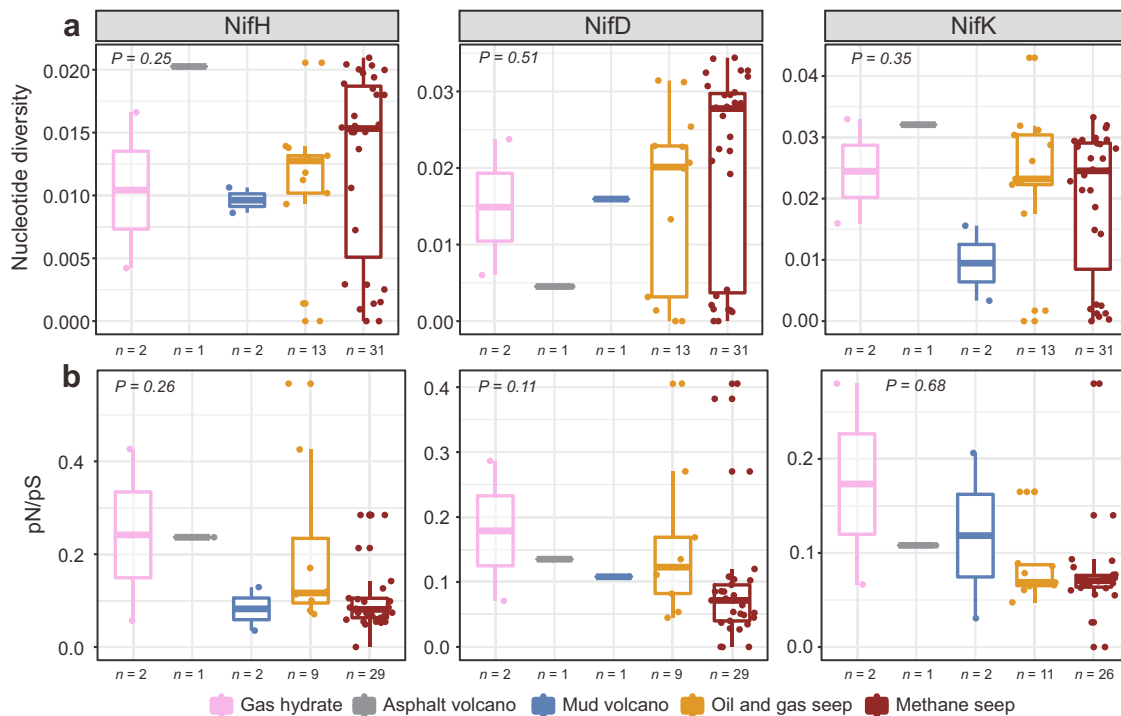 a
NifH
NifD
NifK
Nucleotide diversity
0.020
0.015
0.010
0.005
0.000
P = 0.25
n = 2
n = 1
n = 2
n = 13
n = 31
0.03
0.02
0.01
0.00
P = 0.51
n = 2
n = 1
n = 1
n = 13
n = 31
0.04
0.03
0.02
0.01
0.00
P = 0.35
n = 2
n = 1
n = 2
n = 13
n = 31
b
pN/pS
0.4
0.2
0.0
P = 0.26
n = 2
n = 1
n = 2
n = 9
n = 29
0.4
0.3
0.2
0.1
0.0
P = 0.11
n = 2
n = 1
n = 1
n = 9
n = 29
0.2
0.1
0.0
P = 0.68
n = 2
n = 1
n = 2
n = 11
n = 26
Gas hydrate
Asphalt volcano
Mud volcano
Oil and gas seep
Methane seep